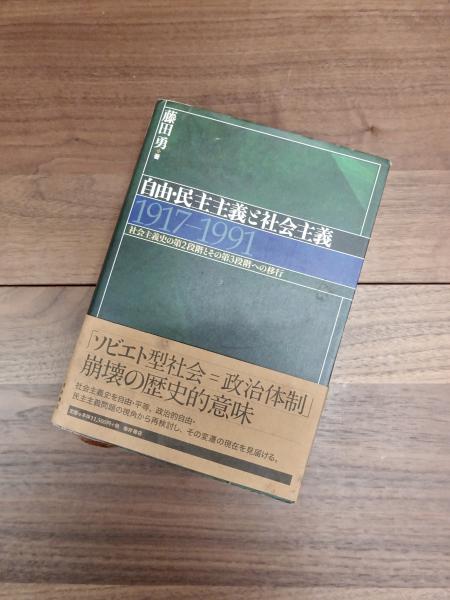 藤田 勇・著
自由・民主主義と社会主義
1917–1991
社会主義史の第2段階とその第3段階への移行
「ソビエト型社会=政治体制」
崩壊の歴史的意味
社会主義史を自由・平等、政治的自由・
民主主義問題の視角から再検討し、その変遷の現在を見届ける。
桜井書店